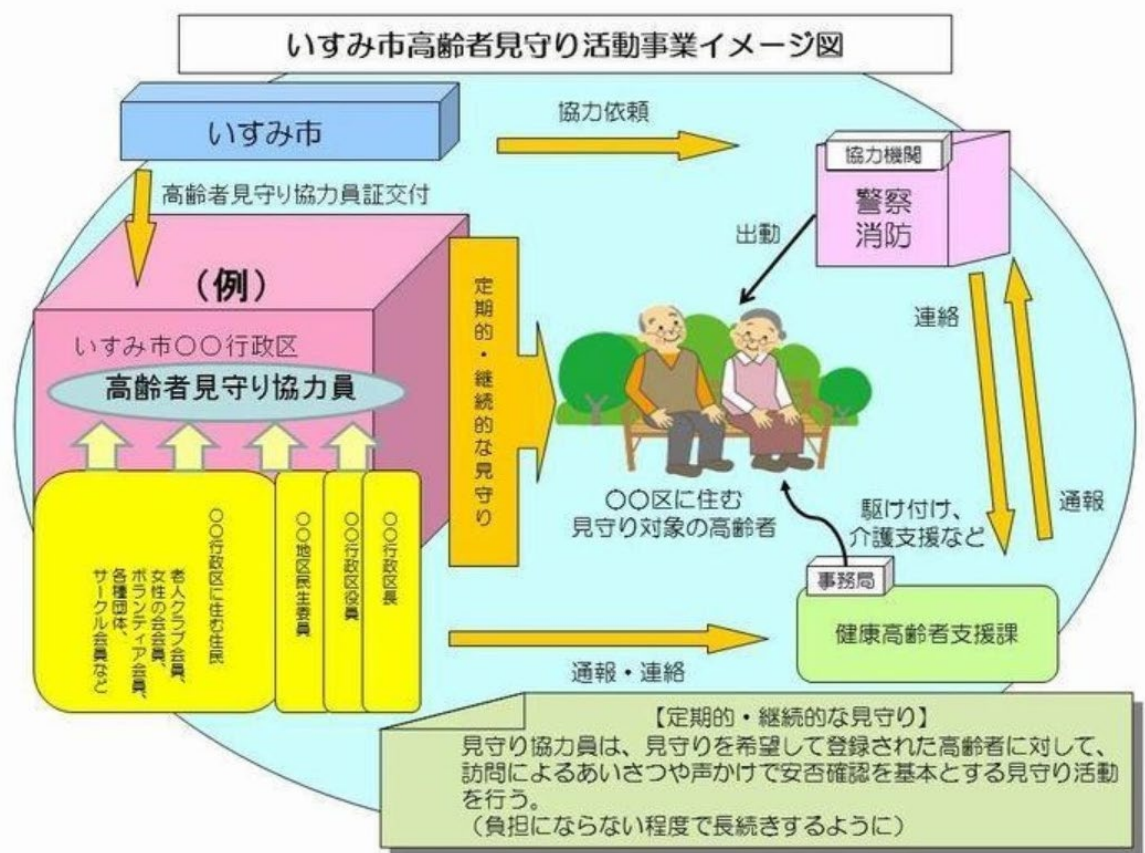 いすみ市高齢者見守り活動事業イメージ図
いすみ市
協力依頼
協力機関
警察
消防
高齢者見守り協力員証交付
出動
(例)
いすみ市〇〇行政区
高齢者見守り協力員
定期的・継続的な見守り
連絡
通報
〇〇区に住む
見守り対象の高齢者
駆け付け、
介護支援など
〇〇行政区に住む住民
老人クラブ会員、
女性の会会員、
ボランティア会員、
各種団体、
サークル会員など
〇〇地区民生委員
〇〇行政区役員
〇〇行政区長
事務局
健康高齢者支援課
通報・連絡
【定期的・継続的な見守り】
見守り協力員は、見守りを希望して登録された高齢者に対して、
訪問によるあいさつや声かけで安否確認を基本とする見守り活動
を行う。
(負担にならない程度で長続きするように)